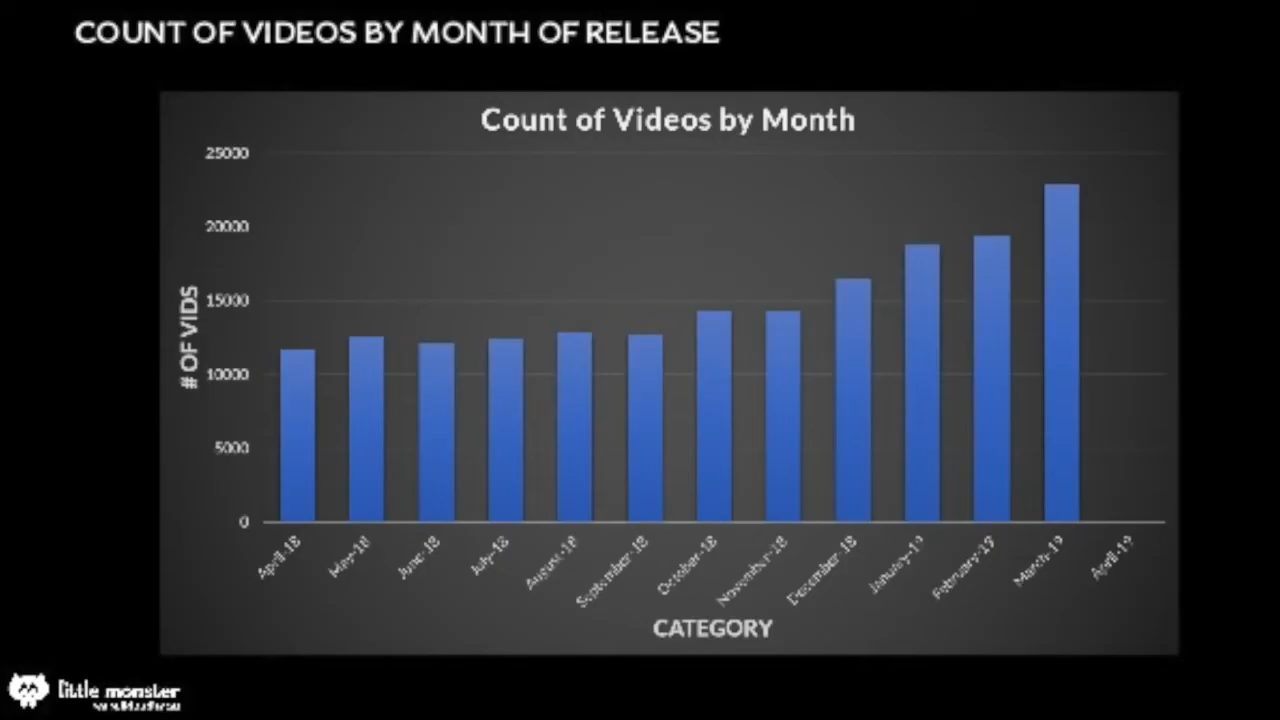 COUNT OF VIDEOS BY MONTH OF RELEASE
Count of Videos by Month
25000
20000
15000
10000
5000
0
# OF VIDS
April-18
May-18
June-18
July-18
August-18
September-18
October-18
November-18
December-18
January-19
February-19
March-19
April-19
CATEGORY
little monster